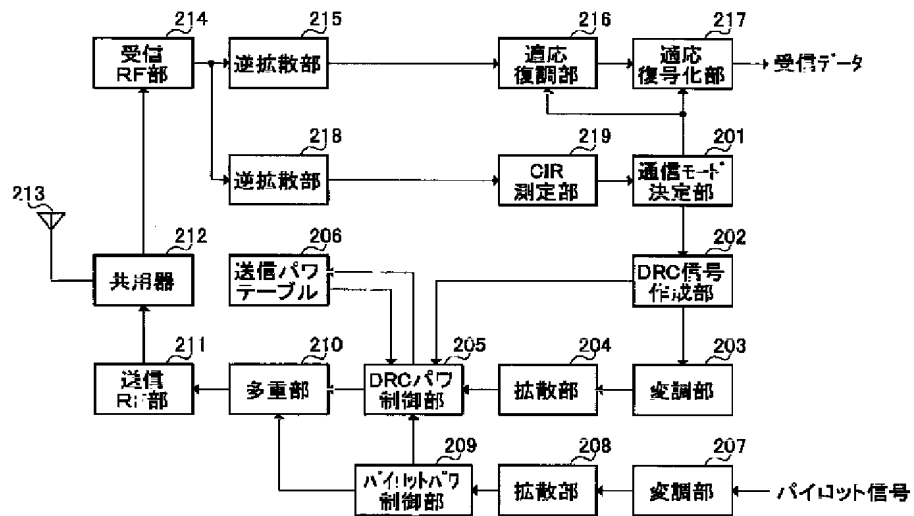 214
215
216
217
受信
RF部
逆拡散部
適応
復調部
適応
復号化部
受信データ
218
219
201
逆拡散部
CIR
測定部
通信モード
決定部
213
212
206
202
共用器
送信パワ
テーブル
DRC信号
作成部
211
210
205
204
203
送信
RF部
多重部
DRCパワ
制御部
拡散部
変調部
209
208
207
パイロットパワ
制御部
拡散部
変調部
パイロット信号